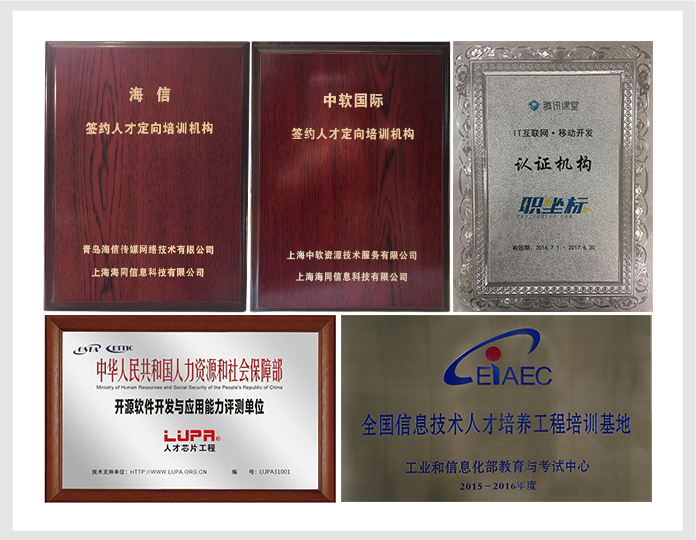 海信
签约人才定向培训机构
青岛海信传媒网络技术有限公司
上海海同信息科技有限公司
中软国际
签约人才定向培训机构
上海中软资源技术服务有限公司
上海海同信息科技有限公司
腾讯课堂
IT互联网·移动开发
认证机构
职坐标
有效期：2016.7.1 - 2017.6.30
OSTA CETTIC
中华人民共和国人力资源和社会保障部
Ministry of Human Resources and Social Security of the People's Republic of China
开源软件开发与应用能力评测单位
LUPA®
人才芯片工程
技术支持单位：HTTP://WWW.LUPA.ORG.CN 编 号：LUPA31001
CEIAEC
全国信息技术人才培养工程培训基地
工业和信息化部教育与考试中心
2015－2016年度